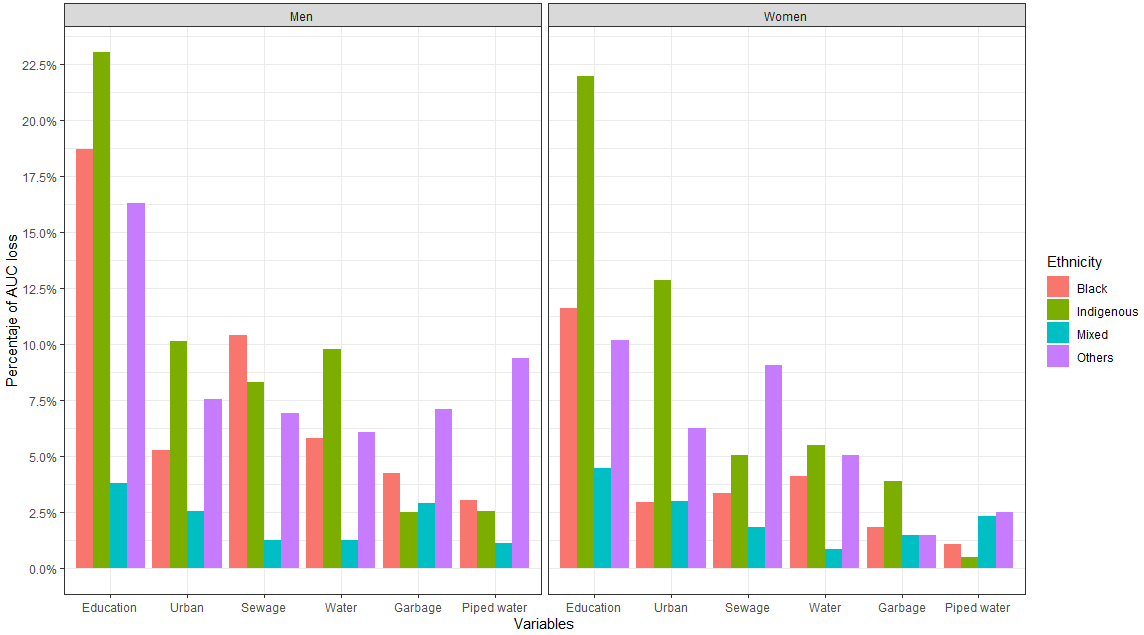 Men Women
Percentaje of AUC loss
22.5%
20.0%
17.5%
15.0%
12.5%
10.0%
7.5%
5.0%
2.5%
0.0%
Education Urban Sewage Water Garbage Piped water Education Urban Sewage Water Garbage Piped water
Variables
Ethnicity
Black
Indigenous
Mixed
Others